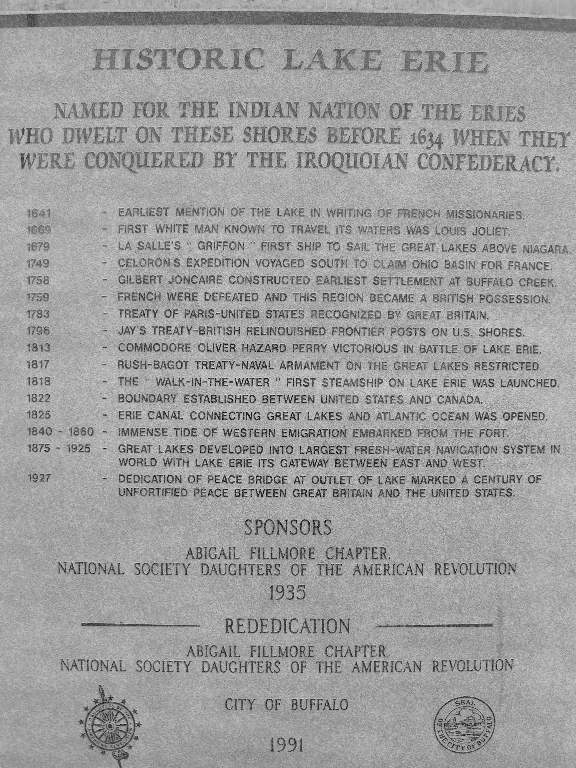 HISTORIC LAKE ERIE
NAMED FOR THE INDIAN NATION OF THE ERIES
WHO DWELT ON THESE SHORES BEFORE 1634 WHEN THEY
WERE CONQUERED BY THE IROQUOIAN CONFEDERACY.
1641 - EARLIEST MENTION OF THE LAKE IN WRITING OF FRENCH MISSIONARIES.
1669 - FIRST WHITE MAN KNOWN TO TRAVEL ITS WATERS WAS LOUIS JOLIET.
1679 - LA SALLE'S " GRIFFON " FIRST SHIP TO SAIL THE GREAT LAKES ABOVE NIAGARA.
1749 - CELORON'S EXPEDITION VOYAGED SOUTH TO CLAIM OHIO BASIN FOR FRANCE.
1758 - GILBERT JONCAIRE CONSTRUCTED EARLIEST SETTLEMENT AT BUFFALO CREEK.
1759 - FRENCH WERE DEFEATED AND THIS REGION BECAME A BRITISH POSSESSION.
1783 - TREATY OF PARIS-UNITED STATES RECOGNIZED BY GREAT BRITAIN.
1796 - JAY'S TREATY-BRITISH RELINQUISHED FRONTIER POSTS ON U.S. SHORES.
1813 - COMMODORE OLIVER HAZARD PERRY VICTORIOUS IN BATTLE OF LAKE ERIE.
1817 - RUSH-BAGOT TREATY-NAVAL ARMAMENT ON THE GREAT LAKES RESTRICTED.
1818 - THE " WALK-IN-THE-WATER " FIRST STEAMSHIP ON LAKE ERIE WAS LAUNCHED.
1822 - BOUNDARY ESTABLISHED BETWEEN UNITED STATES AND CANADA.
1825 - ERIE CANAL CONNECTING GREAT LAKES AND ATLANTIC OCEAN WAS OPENED.
1840 - 1860 - IMMENSE TIDE OF WESTERN EMIGRATION EMBARKED FROM THE FORT.
1875 - 1925 - GREAT LAKES DEVELOPED INTO LARGEST FRESH-WATER NAVIGATION SYSTEM IN
WORLD WITH LAKE ERIE ITS GATEWAY BETWEEN EAST AND WEST.
1927 - DEDICATION OF PEACE BRIDGE AT OUTLET OF LAKE MARKED A CENTURY OF
UNFORTIFIED PEACE BETWEEN GREAT BRITAIN AND THE UNITED STATES.
SPONSORS
ABIGAIL FILLMORE CHAPTER,
NATIONAL SOCIETY DAUGHTERS OF THE AMERICAN REVOLUTION
1935
REDEDICATION
ABIGAIL FILLMORE CHAPTER
NATIONAL SOCIETY DAUGHTERS OF THE AMERICAN REVOLUTION
CITY OF BUFFALO
SEAL
OF THE CITY OF BUFFALO
1991